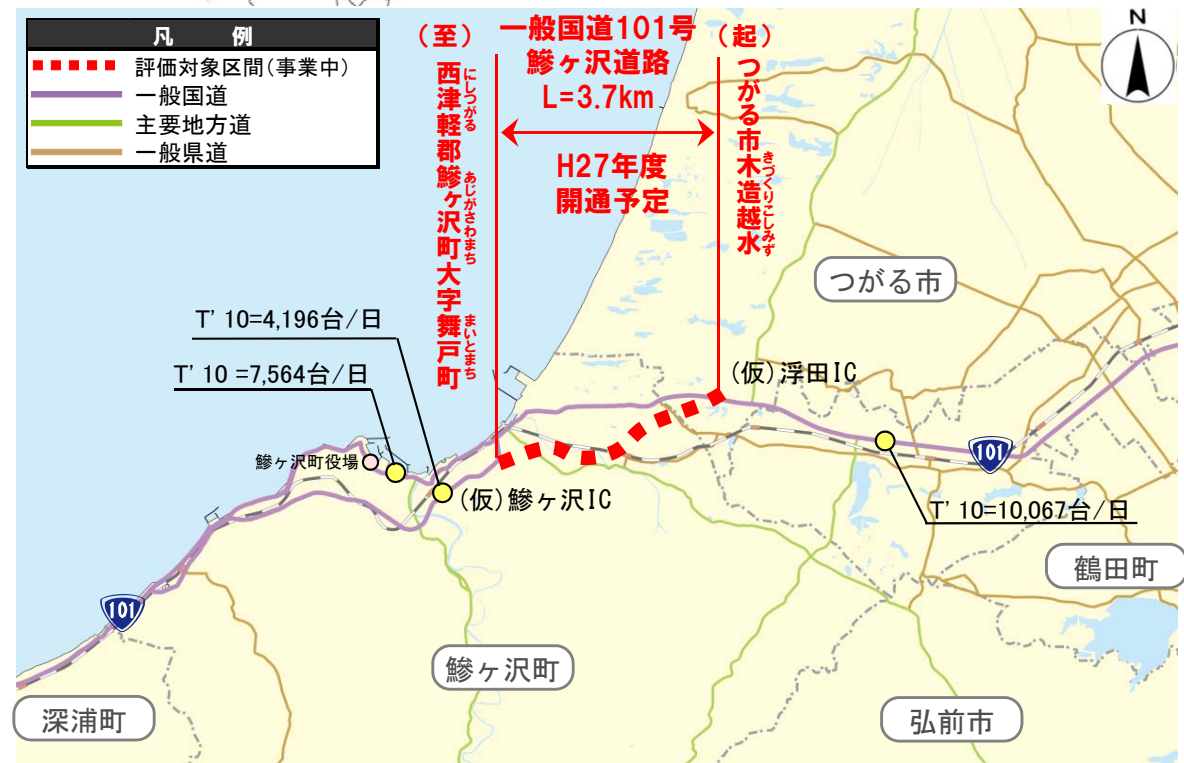 凡 例
評価対象区間(事業中)
一般国道
主要地方道
一般県道
(至)
西津軽郡鰺ヶ沢町大字舞戸町
にしつがる
あじがさわまち
まいとまち
一般国道101号
鰺ヶ沢道路
L=3.7km
H27年度
開通予定
(起)
つがる市木造越水
きづくりこしみず
N
つがる市
T' 10=4,196台/日
T' 10 =7,564台/日
(仮)浮田IC
鰺ヶ沢町役場
(仮)鰺ヶ沢IC
101
T' 10=10,067台/日
鶴田町
101
鰺ヶ沢町
深浦町
弘前市